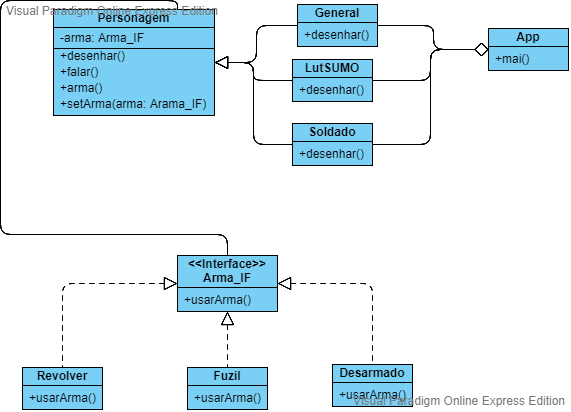 Visual Paradigm Online Express Edition
Personagem
-arma: Arma_IF
+desenhar()
+falar()
+arma()
+setArma(arma: Arama_IF)
General
+desenhar()
LutSUMO
+desenhar()
Soldado
+desenhar()
App
+mai()
<<Interface>>
Arma_IF
+usarArma()
Revolver
+usarArma()
Fuzil
+usarArma()
Desarmado
+usarArma()
Visual Paradigm Online Express Edition